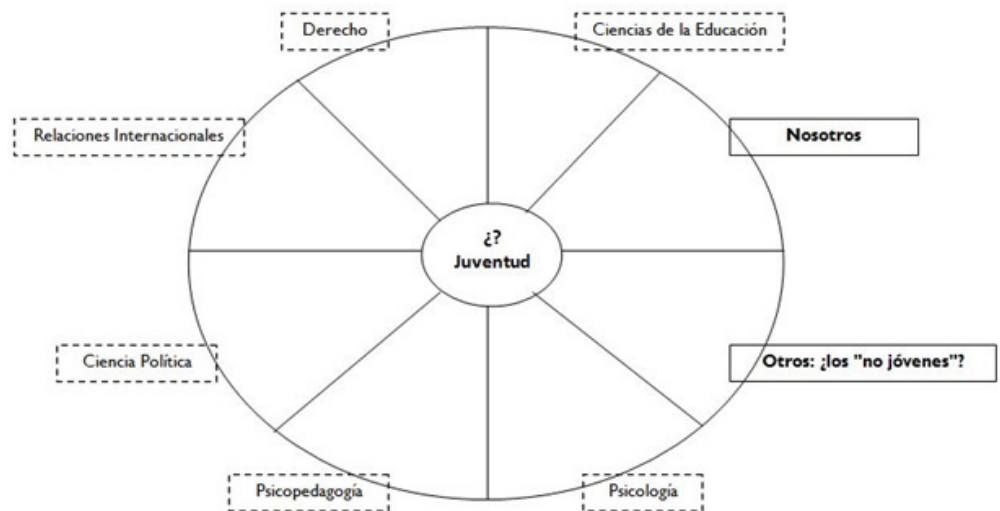 Derecho
Ciencias de la Educación
Relaciones Internacionales
Nosotros
¿?
Juventud
Ciencia Política
Otros: ¿los "no jóvenes"?
Psicopedagogía
Psicología